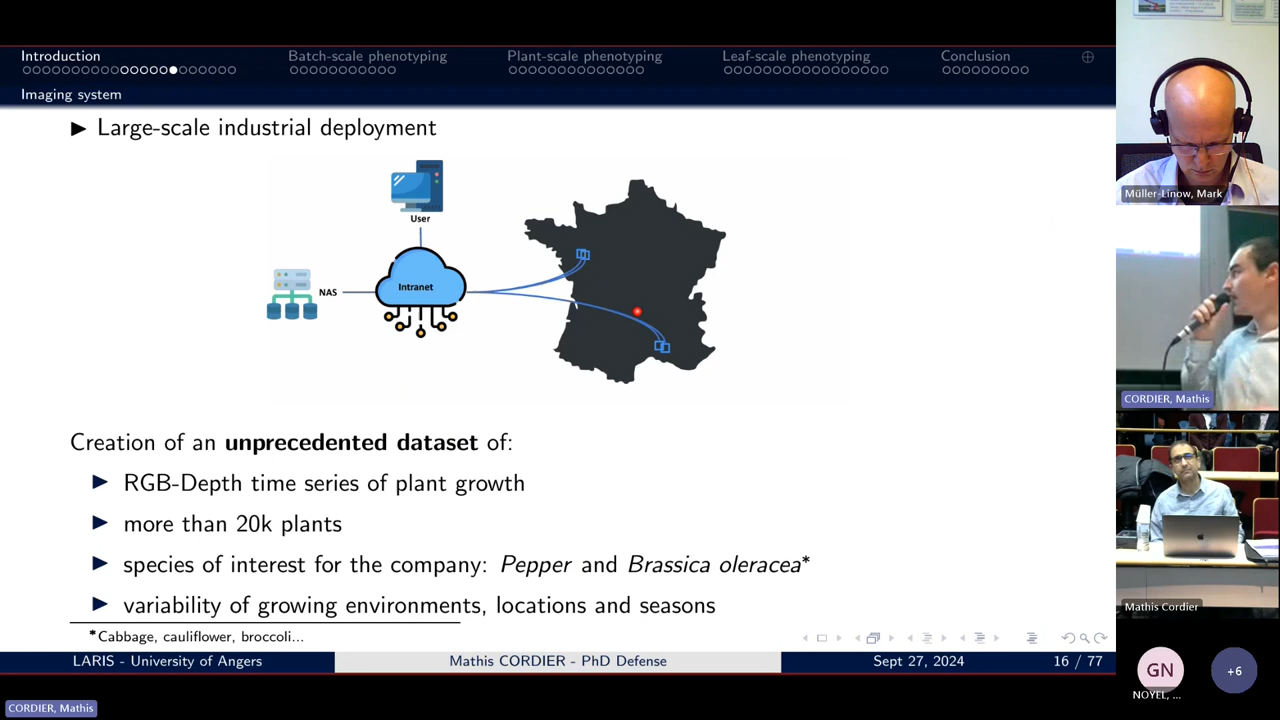 Introduction
Batch-scale phenotyping
Plant-scale phenotyping
Leaf-scale phenotyping
Conclusion
Imaging system
Large-scale industrial deployment
User
NAS
Intranet
Creation of an unprecedented dataset of:
RGB-Depth time series of plant growth
more than 20k plants
species of interest for the company: Pepper and Brassica oleracea*
variability of growing environments, locations and seasons
*Cabbage, cauliflower, broccoli...
LARIS - University of Angers
Mathis CORDIER - PhD Defense
Sept 27, 2024
16 / 77
Müller-Linow, Mark
CORDIER, Mathis
Mathis Cordier
GN
NOYEL, ...
+6
CORDIER, Mathis